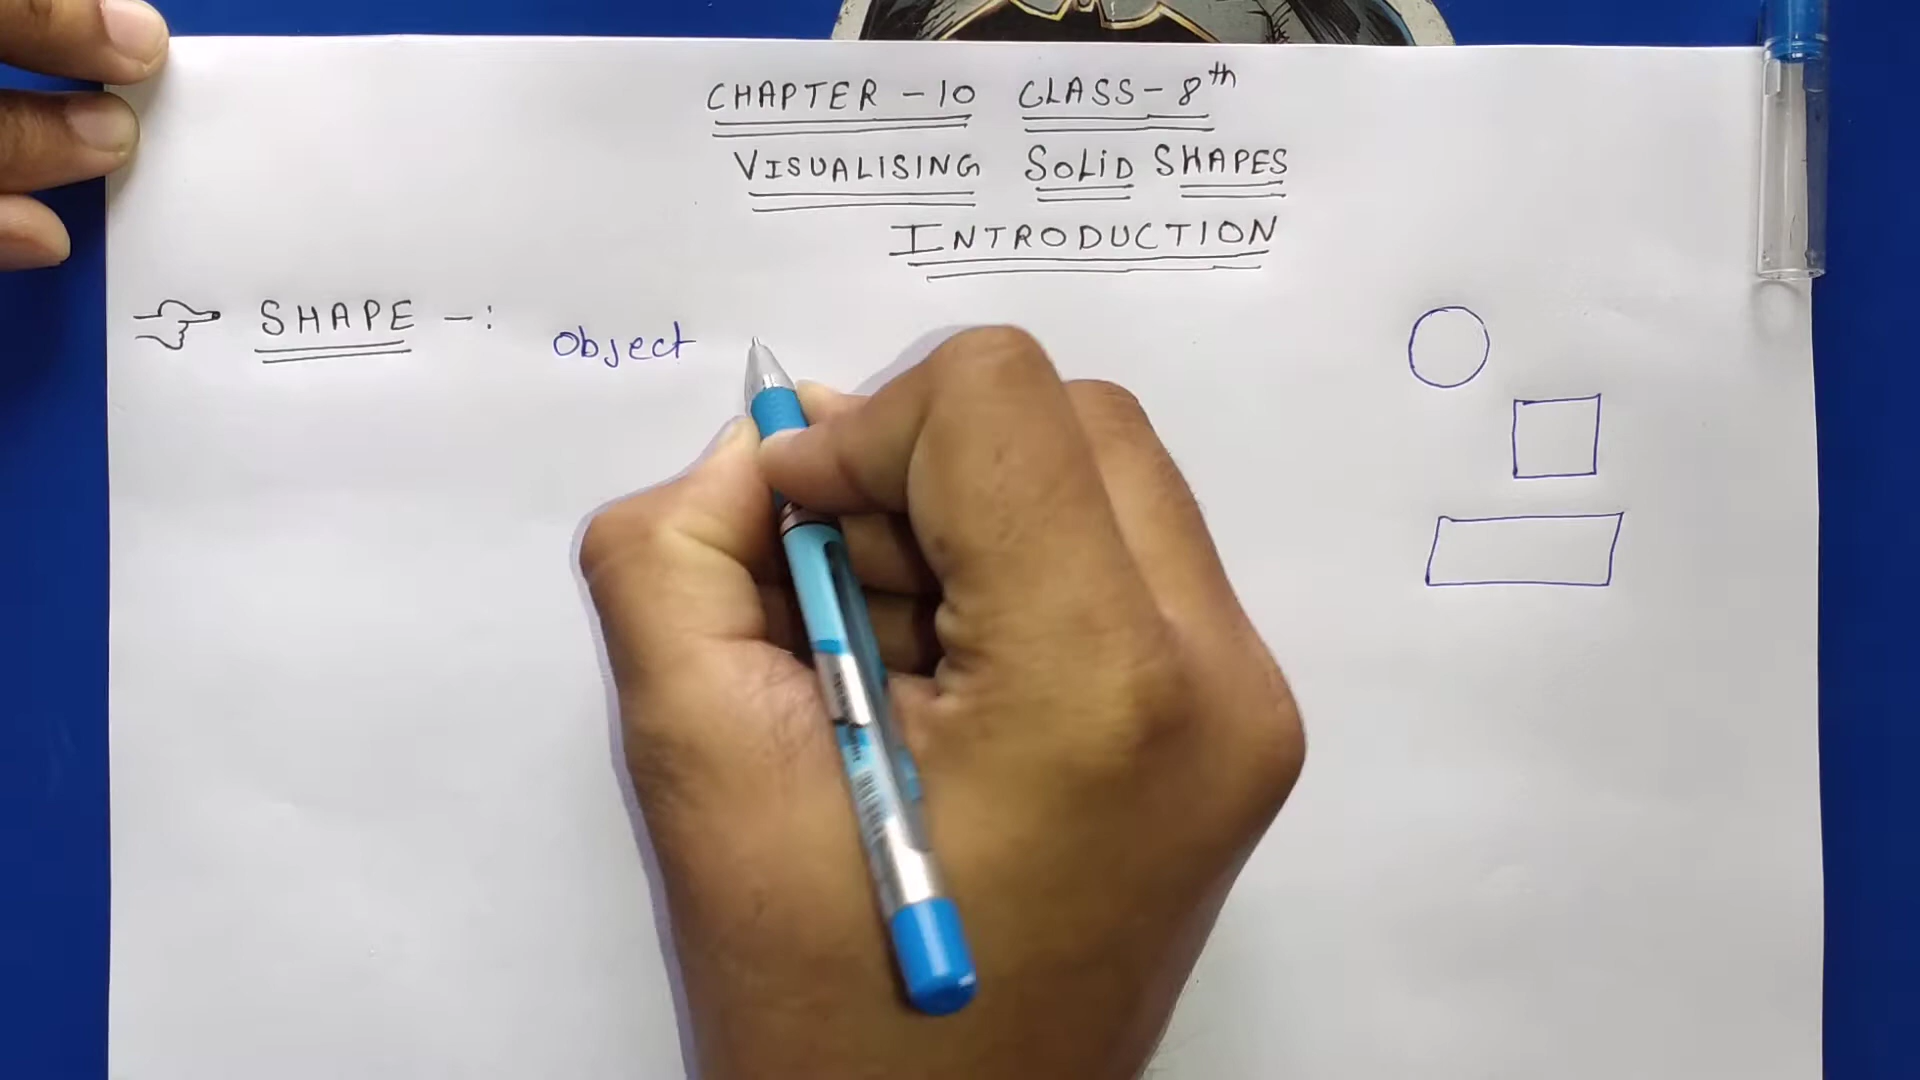 CHAPTER - 10 CLASS - 8th
VISUALISING SOLID SHAPES
INTRODUCTION
SHAPE -:
Object